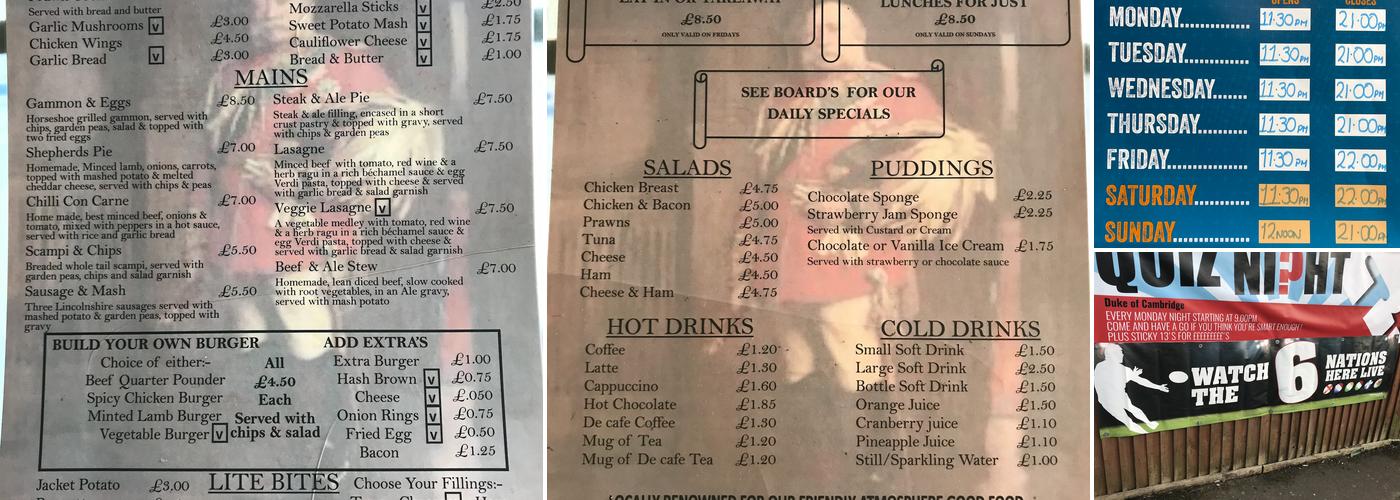 Served with bread and butter
Garlic Mushrooms v £3.00
Chicken Wings £4.50
Garlic Bread v £3.00
Mozzarella Sticks v £2.50
Sweet Potato Mash v £1.75
Cauliflower Cheese v £1.75
Bread & Butter v £1.00
MAINS
Gammon & Eggs £8.50
Horseshoe grilled gammon, served with
chips, garden peas, salad & topped with
two fried eggs
Shepherds Pie £7.00
Homemade, Minced lamb, onions, carrots,
topped with mashed potato & melted
cheddar cheese, served with chips & peas
Chilli Con Carne £7.00
Home made, best minced beef, onions &
tomato, mixed with peppers in a hot sauce,
served with rice and garlic bread
Scampi & Chips £5.50
Breaded whole tail scampi, served with
garden peas, chips and salad garnish
Sausage & Mash £5.50
Three Lincolnshire sausages served with
mashed potato & garden peas, topped with
gravy
Steak & Ale Pie £7.50
Steak & ale filling, encased in a short
crust pastry & topped with gravy, served
with chips & garden peas
Lasagne £7.50
Minced beef with tomato, red wine & a
herb ragu in a rich béchamel sauce & egg
Verdi pasta, topped with cheese & served
with garlic bread & salad garnish
Veggie Lasagne v £7.50
A vegetable medley with tomato, red wine
& a herb ragu in a rich béchamel sauce &
egg Verdi pasta, topped with cheese &
served with garlic bread & salad garnish
Beef & Ale Stew £7.00
Homemade, lean diced beef, slow cooked
with root vegetables, in an Ale gravy,
served with mash potato
BUILD YOUR OWN BURGER
Choice of either:-
Beef Quarter Pounder
Spicy Chicken Burger
Minted Lamb Burger
Vegetable Burger v
All
£4.50
Each
Served with
chips & salad
ADD EXTRA'S
Extra Burger £1.00
Hash Brown v £0.75
Cheese v £.050
Onion Rings v £0.75
Fried Egg v £0.50
Bacon £1.25
LITE BITES
Jacket Potato £3.00
Choose Your Fillings:-
EAT IN OR TAKEAWAY
£8.50
ONLY VALID ON FRIDAYS
LUNCHES FOR JUST
£8.50
ONLY VALID ON SUNDAYS
SEE BOARD'S FOR OUR
DAILY SPECIALS
SALADS
Chicken Breast £4.75
Chicken & Bacon £5.00
Prawns £5.00
Tuna £4.75
Cheese £4.50
Ham £4.50
Cheese & Ham £4.75
PUDDINGS
Chocolate Sponge £2.25
Strawberry Jam Sponge £2.25
Served with Custard or Cream
Chocolate or Vanilla Ice Cream £1.75
Served with strawberry or chocolate sauce
HOT DRINKS
Coffee £1.20
Latte £1.30
Cappuccino £1.60
Hot Chocolate £1.85
De cafe Coffee £1.30
Mug of Tea £1.20
Mug of De cafe Tea £1.20
COLD DRINKS
Small Soft Drink £1.50
Large Soft Drink £2.50
Bottle Soft Drink £1.50
Orange Juice £1.50
Cranberry juice £1.10
Pineapple Juice £1.10
Still/Sparkling Water £1.00
LOCALLY RENOWNED FOR OUR FRIENDLY ATMOSPHERE GOOD FOOD
OPENS CLOSES
MONDAY 11:30PM 21:00PM
TUESDAY 11:30PM 21:00PM
WEDNESDAY 11:30PM 21:00PM
THURSDAY 11:30PM 21:00PM
FRIDAY 11:30PM 22:00PM
SATURDAY 11:30PM 22:00PM
SUNDAY 12NOON 21:00PM
QUIZ NI?HT
Duke of Cambridge
EVERY MONDAY NIGHT STARTING AT 9.00PM
COME AND HAVE A GO IF YOU THINK YOU'RE SMART ENOUGH!
PLUS STICKY 13'S FOR £££££££££'S
WATCH
THE
6
NATIONS
HERE LIVE